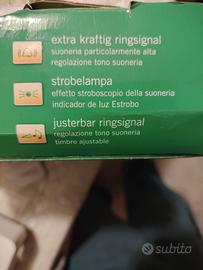 extra kraftig ringsignal
suoneria particolarmente alta
regolazione tono suoneria
strobelampa
effetto stroboscopio della suoneria
indicador de luz Estrobo
justerbar ringsignal
regolazione tono suoneria
timbre ajustable
subito